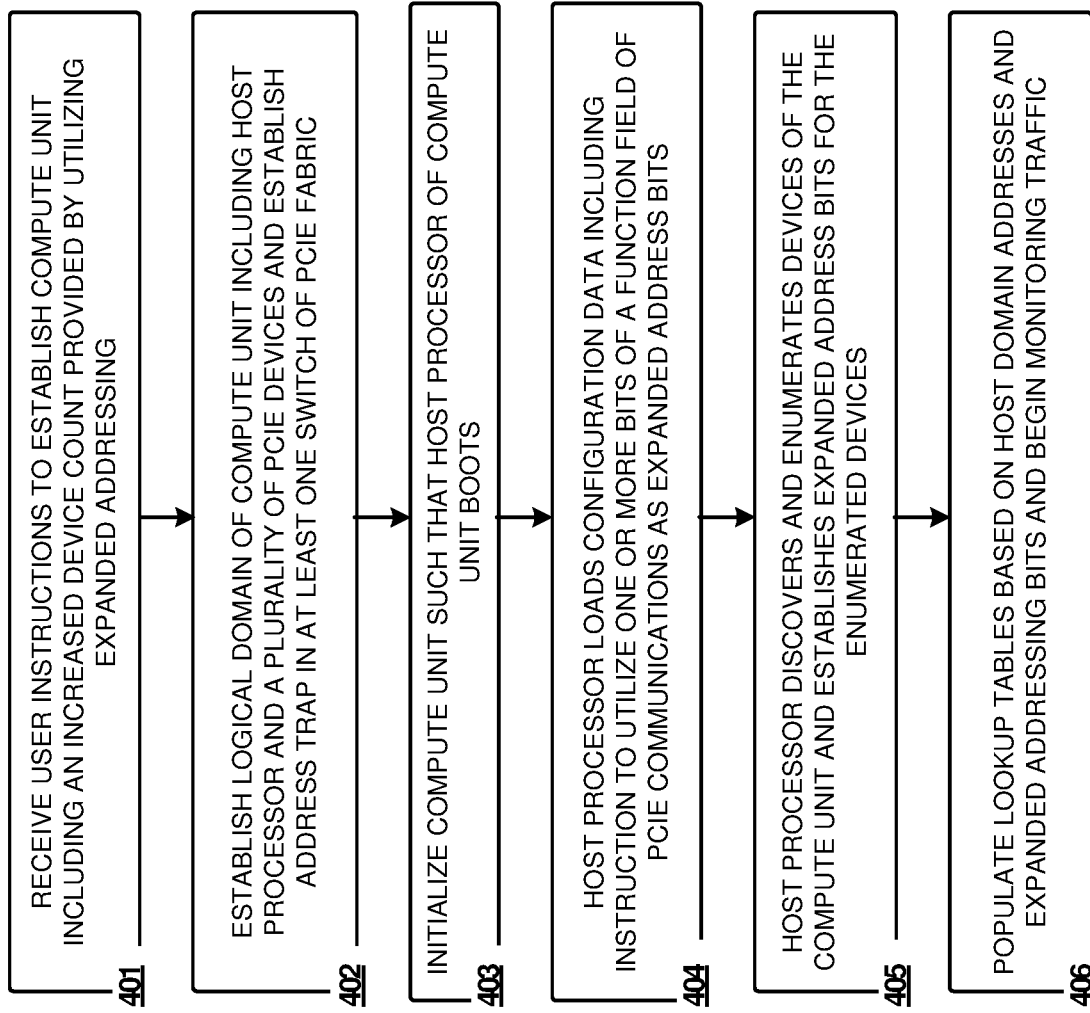 RECEIVE USER INSTRUCTIONS TO ESTABLISH COMPUTE UNIT
INCLUDING AN INCREASED DEVICE COUNT PROVIDED BY UTILIZING
EXPANDED ADDRESSING
401
ESTABLISH LOGICAL DOMAIN OF COMPUTE UNIT INCLUDING HOST
PROCESSOR AND A PLURALITY OF PCIE DEVICES AND ESTABLISH
ADDRESS TRAP IN AT LEAST ONE SWITCH OF PCIE FABRIC
402
INITIALIZE COMPUTE UNIT SUCH THAT HOST PROCESSOR OF COMPUTE
UNIT BOOTS
403
HOST PROCESSOR LOADS CONFIGURATION DATA INCLUDING
INSTRUCTION TO UTILIZE ONE OR MORE BITS OF A FUNCTION FIELD OF
PCIE COMMUNICATIONS AS EXPANDED ADDRESS BITS
404
HOST PROCESSOR DISCOVERS AND ENUMERATES DEVICES OF THE
COMPUTE UNIT AND ESTABLISHES EXPANDED ADDRESS BITS FOR THE
ENUMERATED DEVICES
405
POPULATE LOOKUP TABLES BASED ON HOST DOMAIN ADDRESSES AND
EXPANDED ADDRESSING BITS AND BEGIN MONITORING TRAFFIC
406